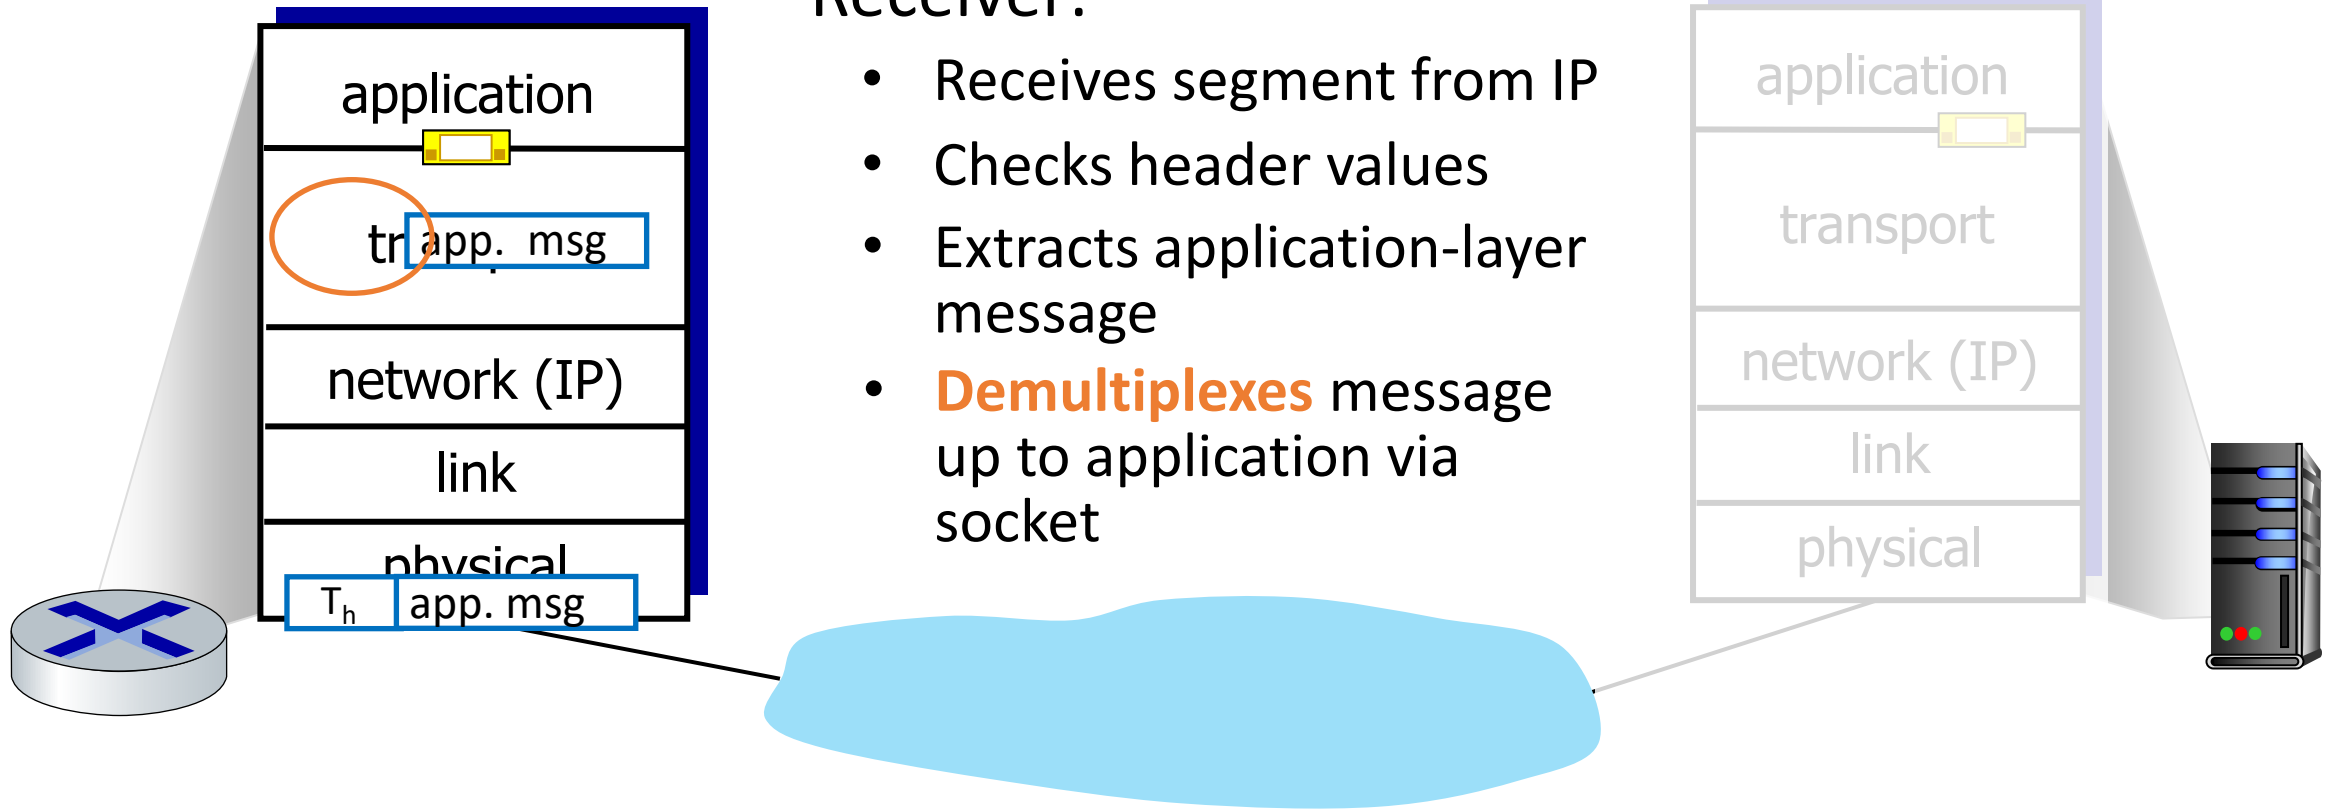 Receiver:
application
tr app. msg
network (IP)
link
physical
Th app. msg
• Receives segment from IP
• Checks header values
• Extracts application-layer
message
• Demultiplexes message
up to application via
socket
application
transport
network (IP)
link
physical